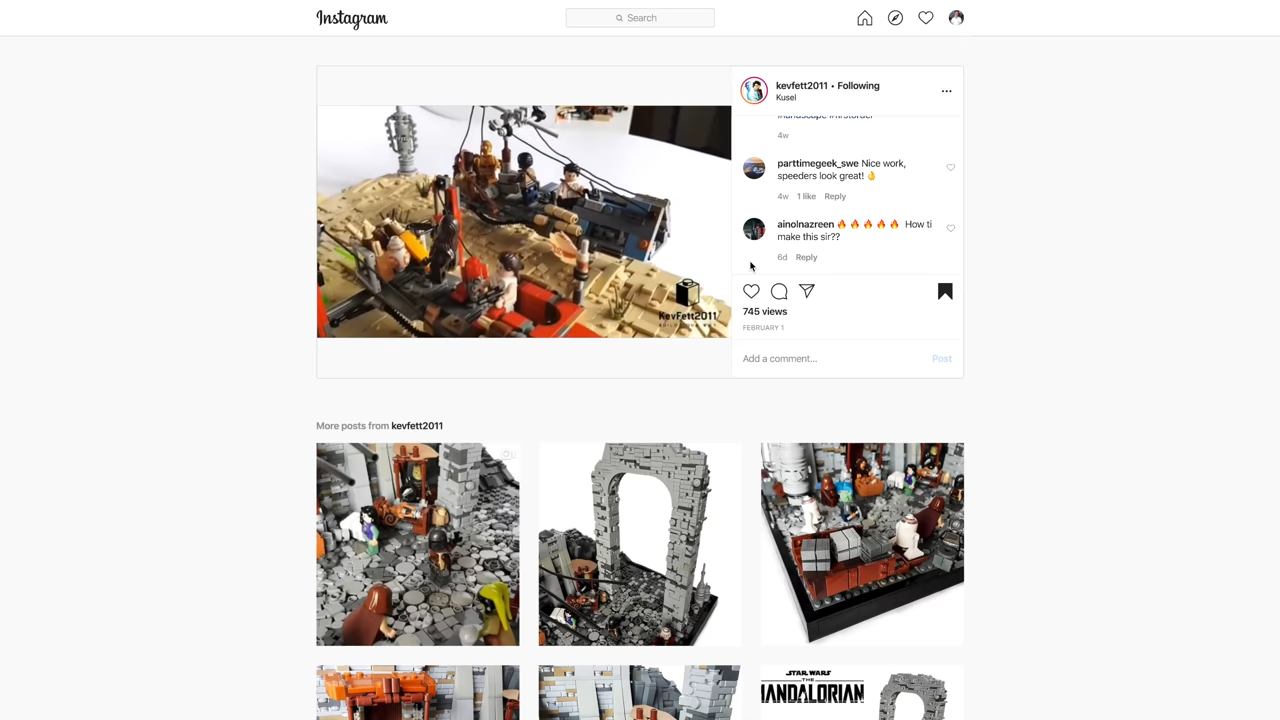 Instagram
Search
kevfett2011 • Following
Kusel
4w
parttimegeek_swe Nice work,
speeders look great! 👌
4w 1 like Reply
ainolnazreen 🔥 🔥 🔥 🔥 🔥 How ti
make this sir??
6d Reply
KevFett2011
745 views
FEBRUARY 1
Add a comment... Post
More posts from kevfett2011
STAR WARS
THE
MANDALORIAN